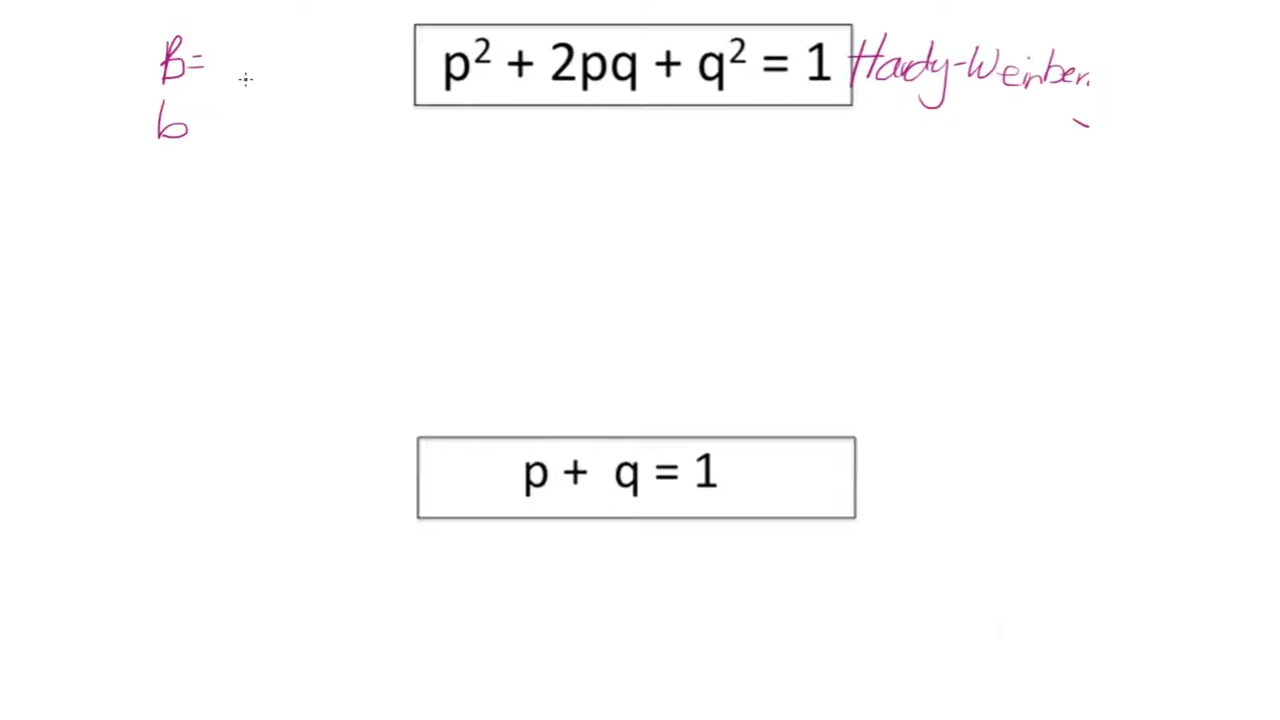 B=
p² + 2pq + q² = 1 Hardy-Weinber
b
p + q = 1